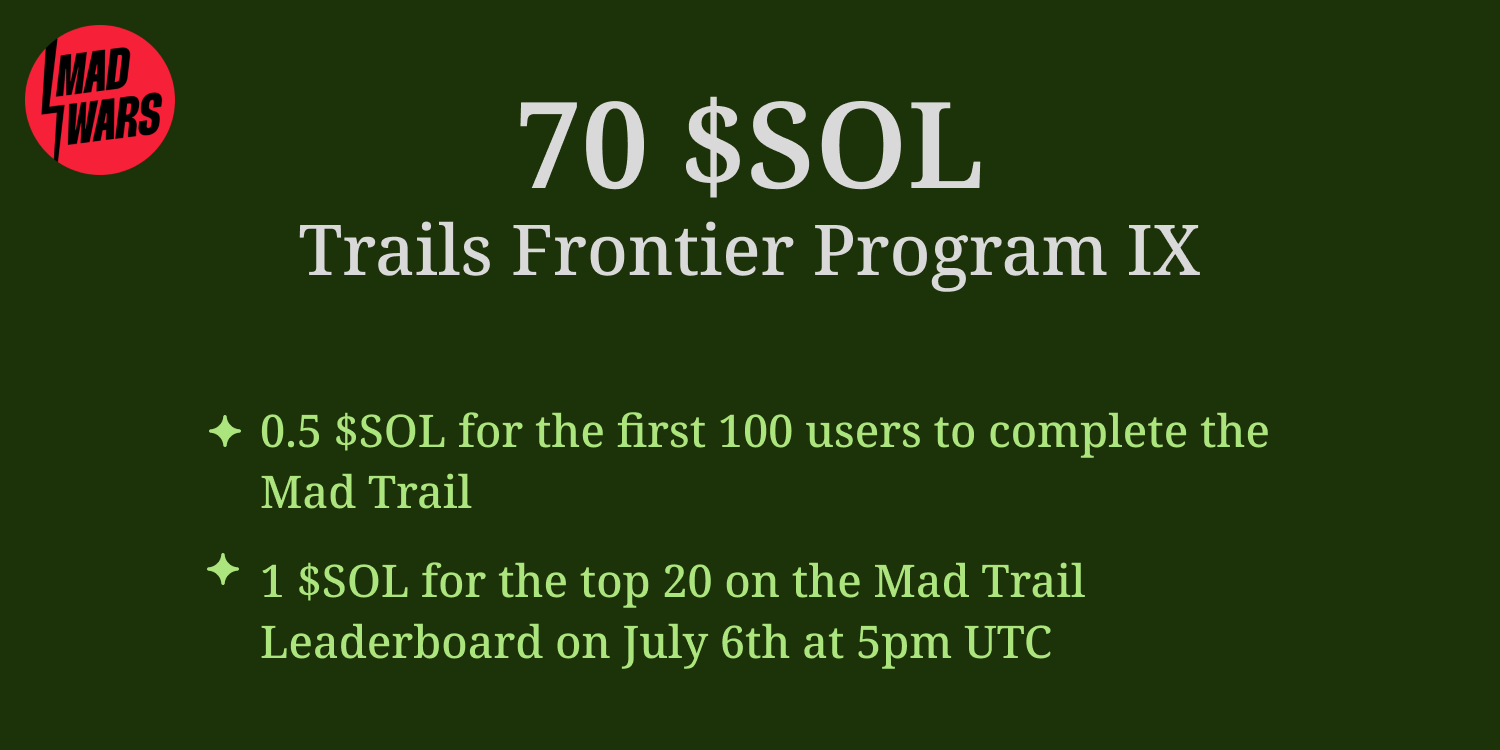 MAD
WARS
70 $SOL
Trails Frontier Program IX
0.5 $SOL for the first 100 users to complete the
Mad Trail
1 $SOL for the top 20 on the Mad Trail
Leaderboard on July 6th at 5pm UTC